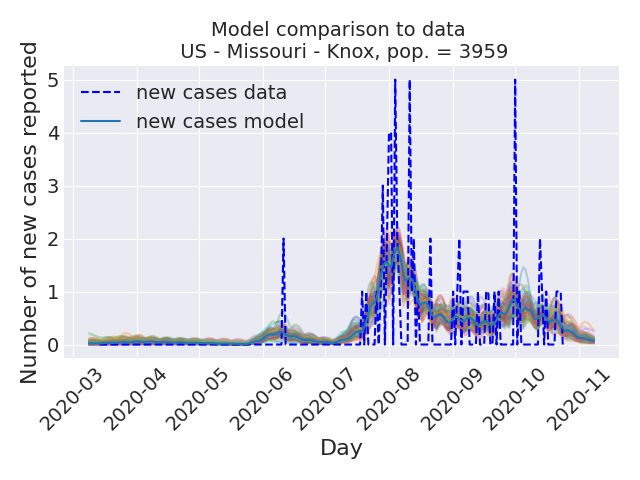 Model comparison to data
US - Missouri - Knox, pop. = 3959
Number of new cases reported
5
4
3
2
1
0
new cases data
new cases model
2020-03
2020-04
2020-05
2020-06
2020-07
2020-08
2020-09
2020-10
2020-11
Day